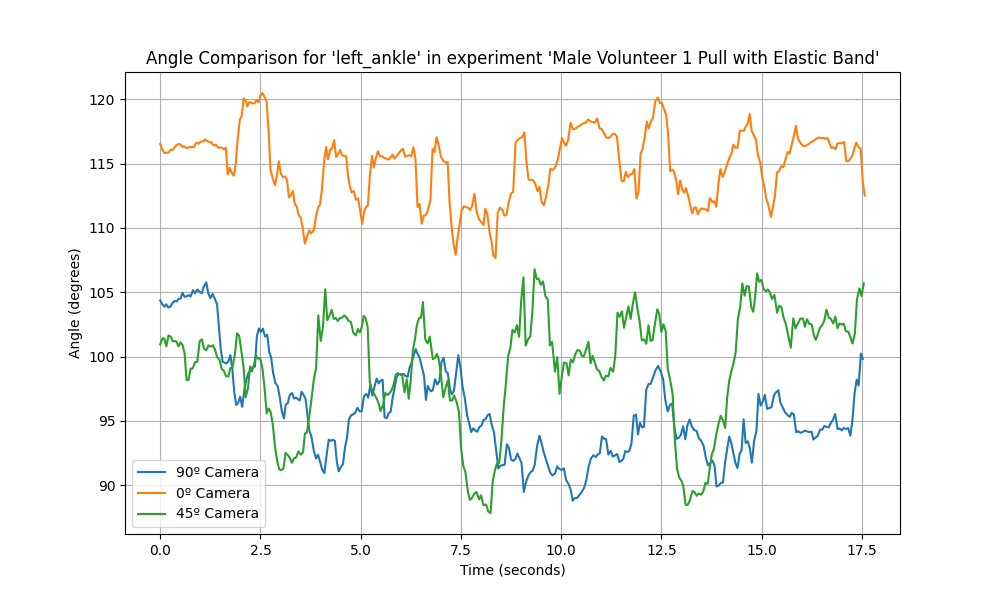 Angle Comparison for 'left_ankle' in experiment 'Male Volunteer 1 Pull with Elastic Band'
120
115
110
105
100
95
90
Angle (degrees)
90º Camera
0º Camera
45º Camera
0.0 2.5 5.0 7.5 10.0 12.5 15.0 17.5
Time (seconds)